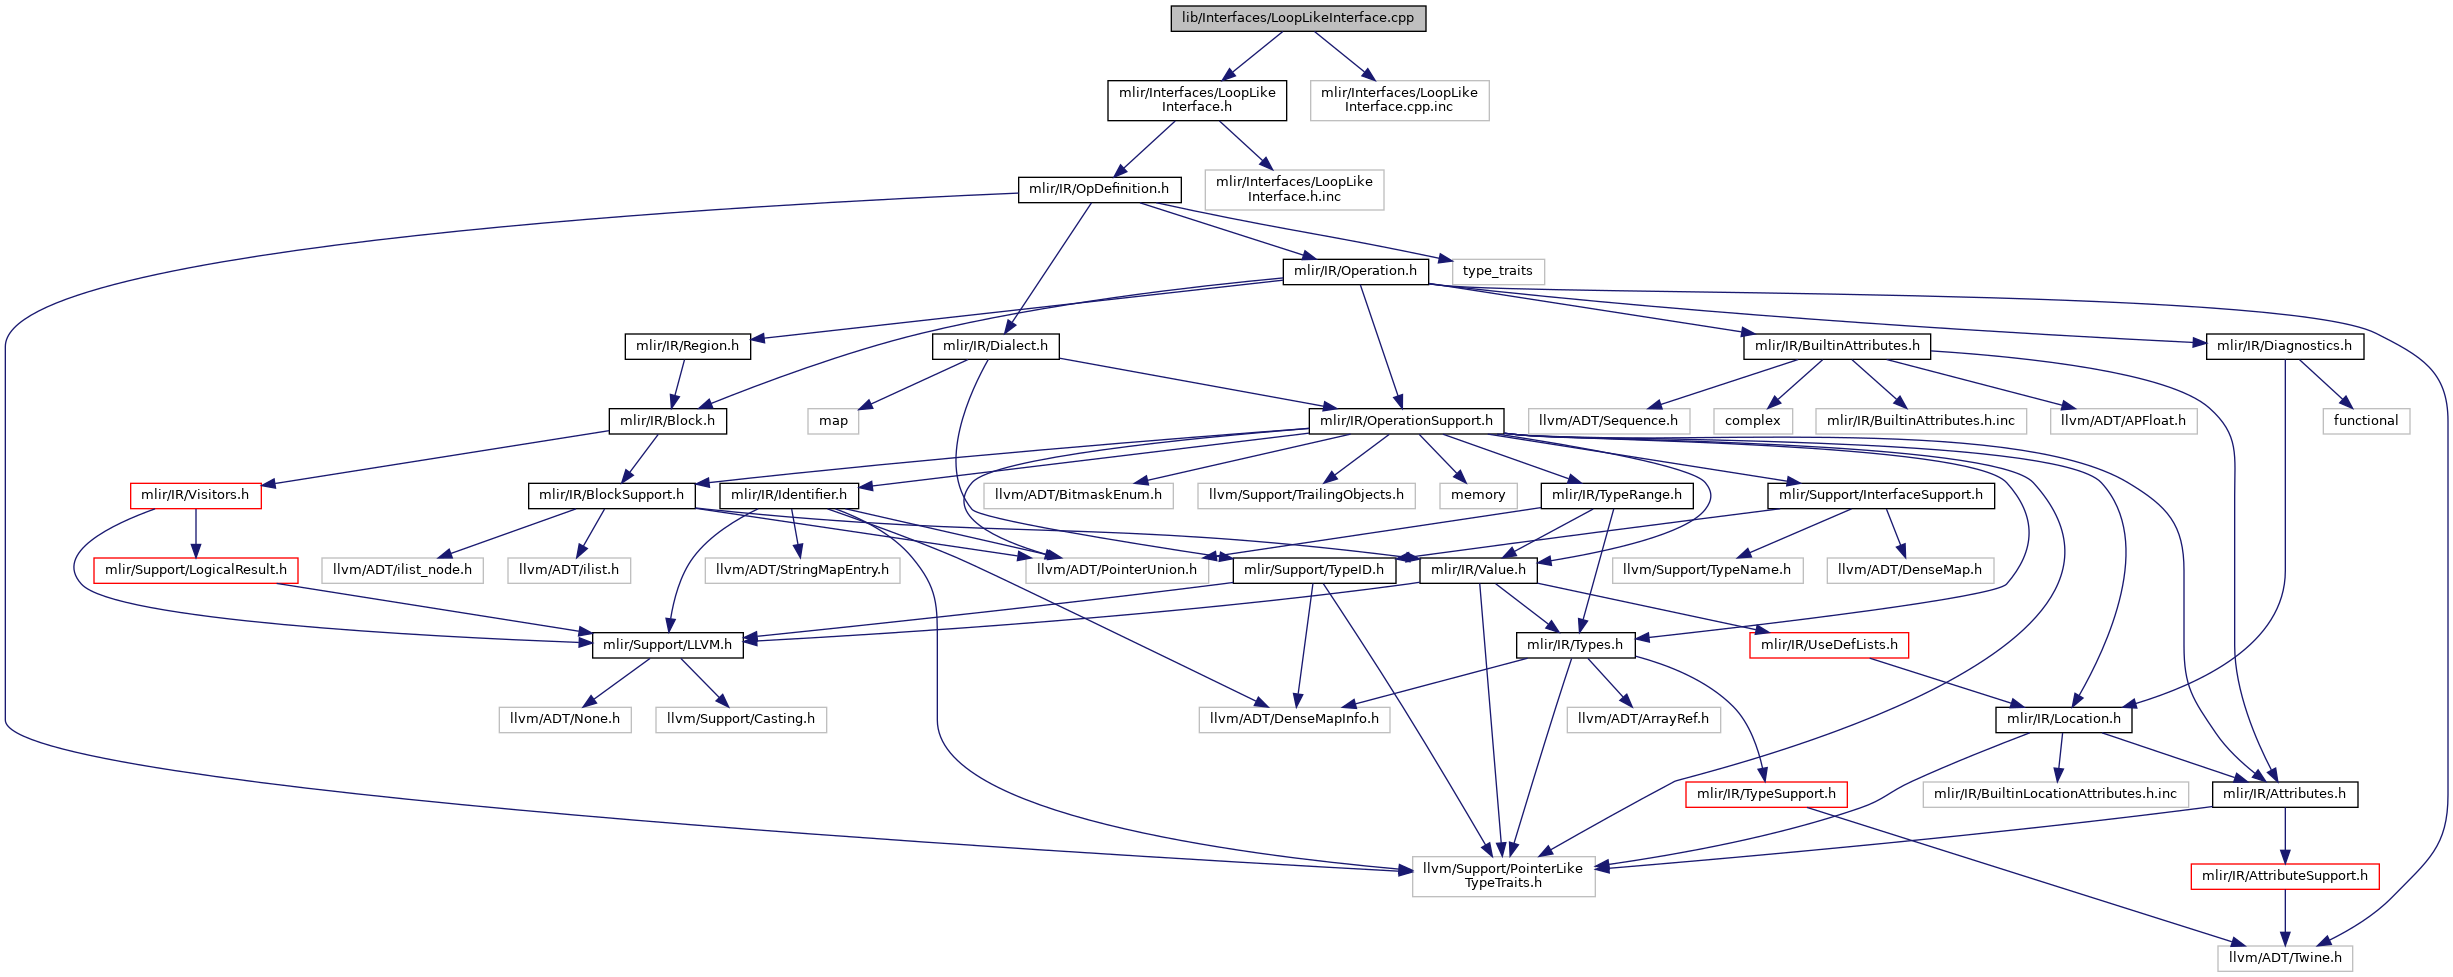 lib/Interfaces/LoopLikeInterface.cpp
mlir/Interfaces/LoopLike
Interface.h
mlir/Interfaces/LoopLike
Interface.cpp.inc
mlir/IR/OpDefinition.h
mlir/Interfaces/LoopLike
Interface.h.inc
mlir/IR/Operation.h
type_traits
mlir/IR/Region.h
mlir/IR/Dialect.h
mlir/IR/BuiltinAttributes.h
mlir/IR/Diagnostics.h
mlir/IR/Block.h
map
mlir/IR/OperationSupport.h
llvm/ADT/Sequence.h
complex
mlir/IR/BuiltinAttributes.h.inc
llvm/ADT/APFloat.h
functional
mlir/IR/Visitors.h
mlir/IR/BlockSupport.h
mlir/IR/Identifier.h
llvm/ADT/BitmaskEnum.h
llvm/Support/TrailingObjects.h
memory
mlir/IR/TypeRange.h
mlir/Support/InterfaceSupport.h
mlir/Support/LogicalResult.h
llvm/ADT/ilist_node.h
llvm/ADT/ilist.h
llvm/ADT/StringMapEntry.h
llvm/ADT/PointerUnion.h
mlir/Support/TypeID.h
mlir/IR/Value.h
llvm/Support/TypeName.h
llvm/ADT/DenseMap.h
mlir/Support/LLVM.h
mlir/IR/Types.h
mlir/IR/UseDefLists.h
llvm/ADT/None.h
llvm/Support/Casting.h
llvm/ADT/DenseMapInfo.h
llvm/ADT/ArrayRef.h
mlir/IR/Location.h
mlir/IR/TypeSupport.h
mlir/IR/BuiltinLocationAttributes.h.inc
mlir/IR/Attributes.h
llvm/Support/PointerLike
TypeTraits.h
mlir/IR/AttributeSupport.h
llvm/ADT/Twine.h